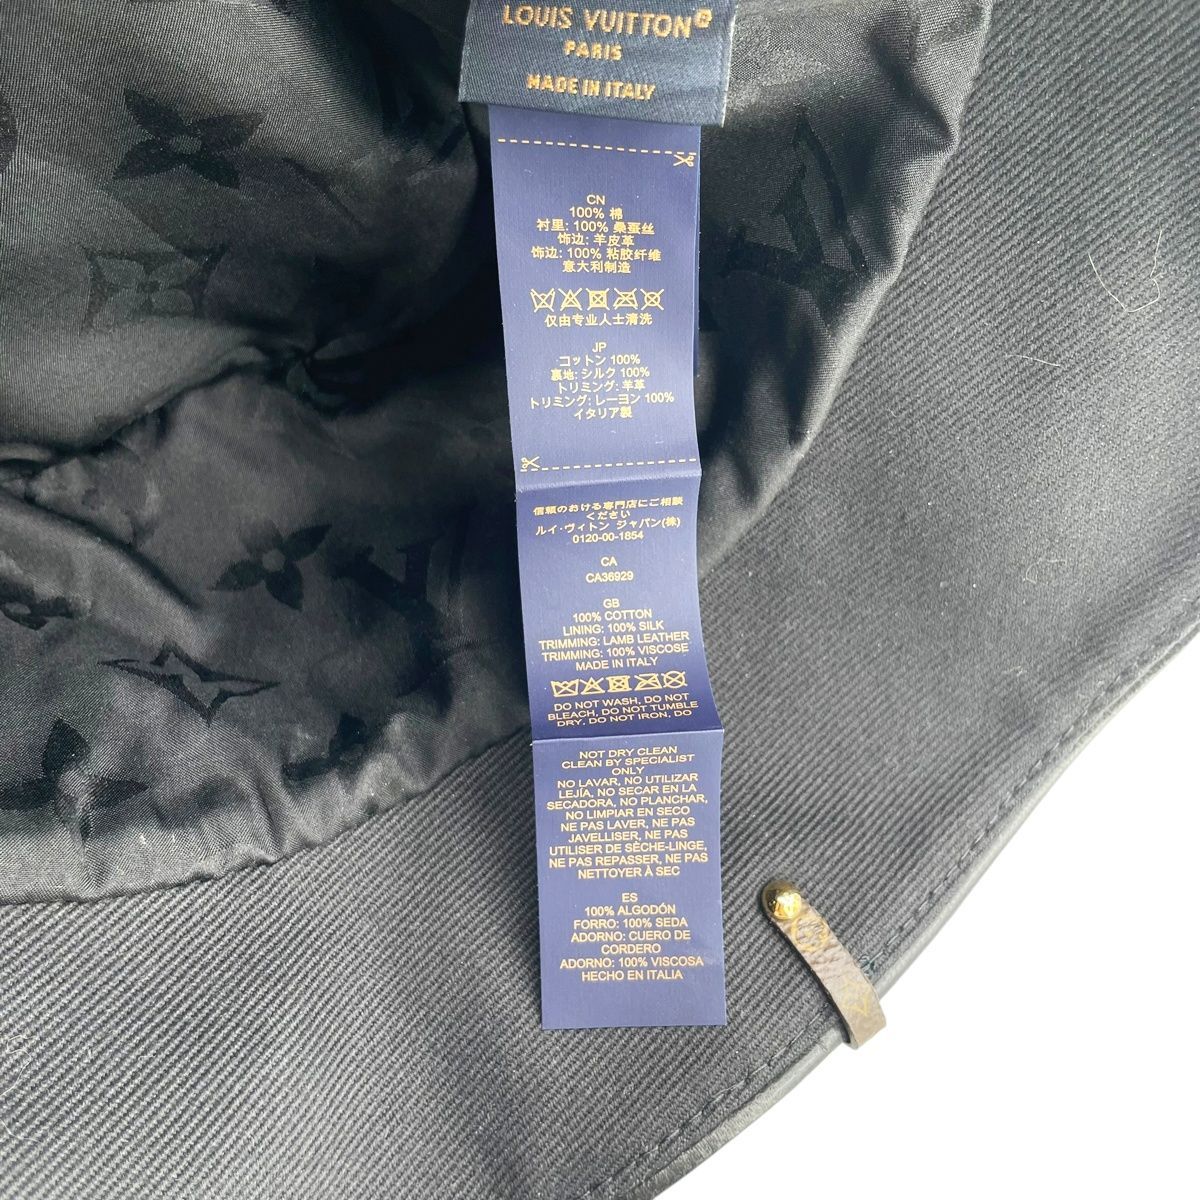 LOUIS VUITTON®
PARIS
MADE IN ITALY
CN
100% 棉
衬里: 100% 桑蚕丝
饰边: 羊皮革
饰边: 100% 粘胶纤维
意大利制造
仅由专业人士清洗
JP
コットン 100%
裏地: シルク 100%
トリミング: 羊革
トリミング: レーヨン 100%
イタリア製
信頼のおける専門店にご相談
ください
ルイ・ヴィトン ジャパン(株)
0120-00-1854
CA
CA36929
GB
100% COTTON
LINING: 100% SILK
TRIMMING: LAMB LEATHER
TRIMMING: 100% VISCOSE
MADE IN ITALY
DO NOT WASH, DO NOT
BLEACH, DO NOT TUMBLE
DRY, DO NOT IRON, DO
NOT DRY CLEAN
CLEAN BY SPECIALIST
ONLY
NO LAVAR, NO UTILIZAR
LEJÍA, NO SECAR EN LA
SECADORA, NO PLANCHAR,
NO LIMPIAR EN SECO
NE PAS LAVER, NE PAS
JAVELLISER, NE PAS
UTILISER DE SÈCHE-LINGE,
NE PAS REPASSER, NE PAS
NETTOYER À SEC
ES
100% ALGODÓN
FORRO: 100% SEDA
ADORNO: CUERO DE
CORDERO
ADORNO: 100% VISCOSA
HECHO EN ITALIA